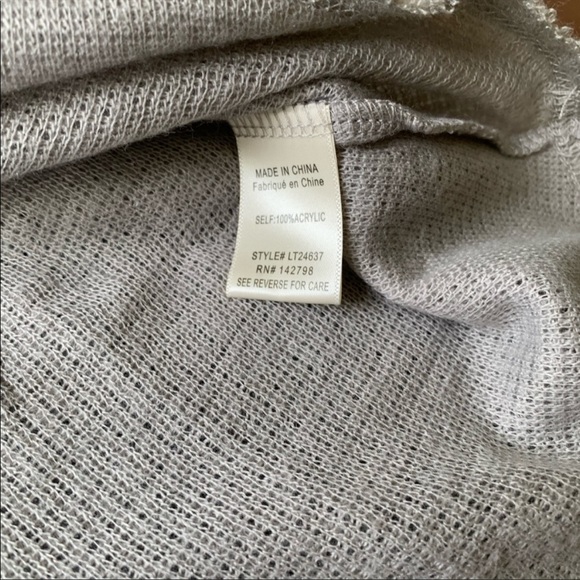 MADE IN CHINA
Fabriqué en Chine
SELF:100%ACRYLIC
STYLE# LT24637
RN# 142798
SEE REVERSE FOR CARE